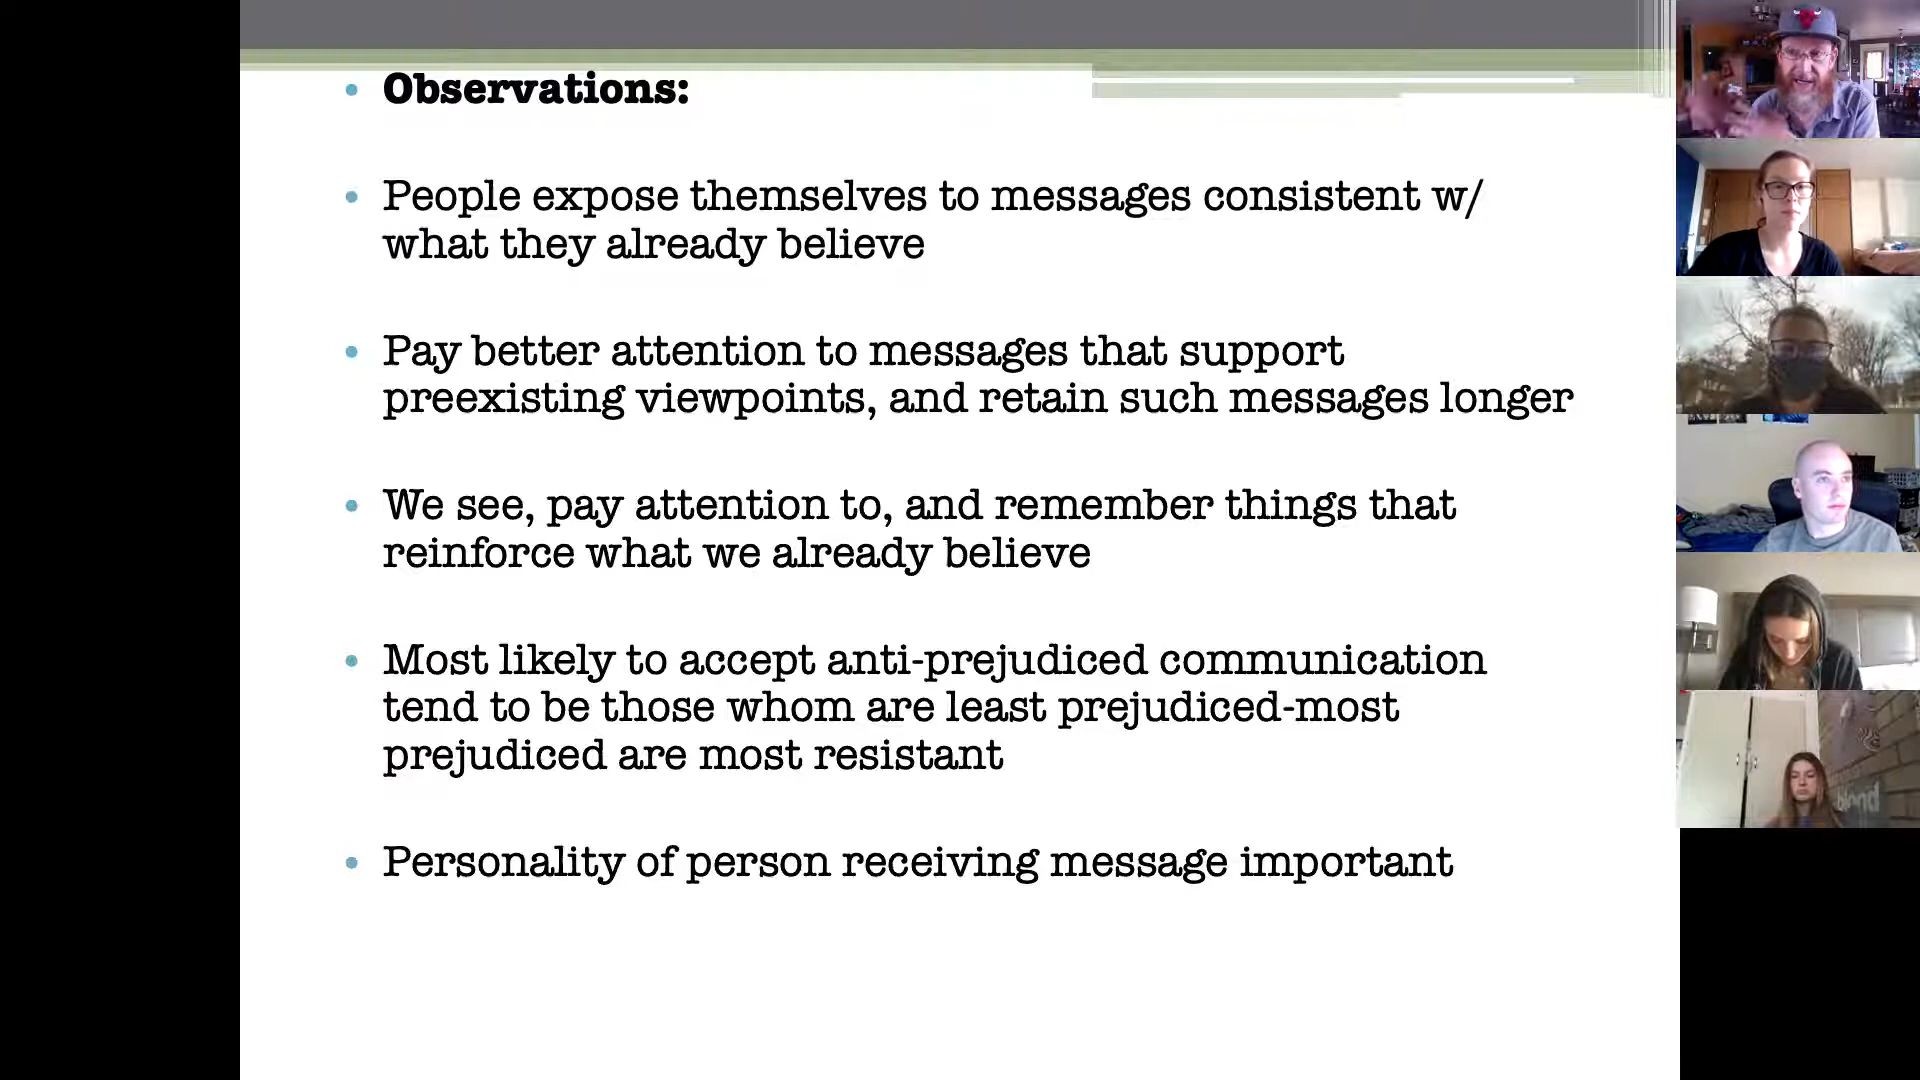 Observations:
People expose themselves to messages consistent w/
what they already believe
Pay better attention to messages that support
preexisting viewpoints, and retain such messages longer
We see, pay attention to, and remember things that
reinforce what we already believe
Most likely to accept anti-prejudiced communication
tend to be those whom are least prejudiced-most
prejudiced are most resistant
Personality of person receiving message important
blond